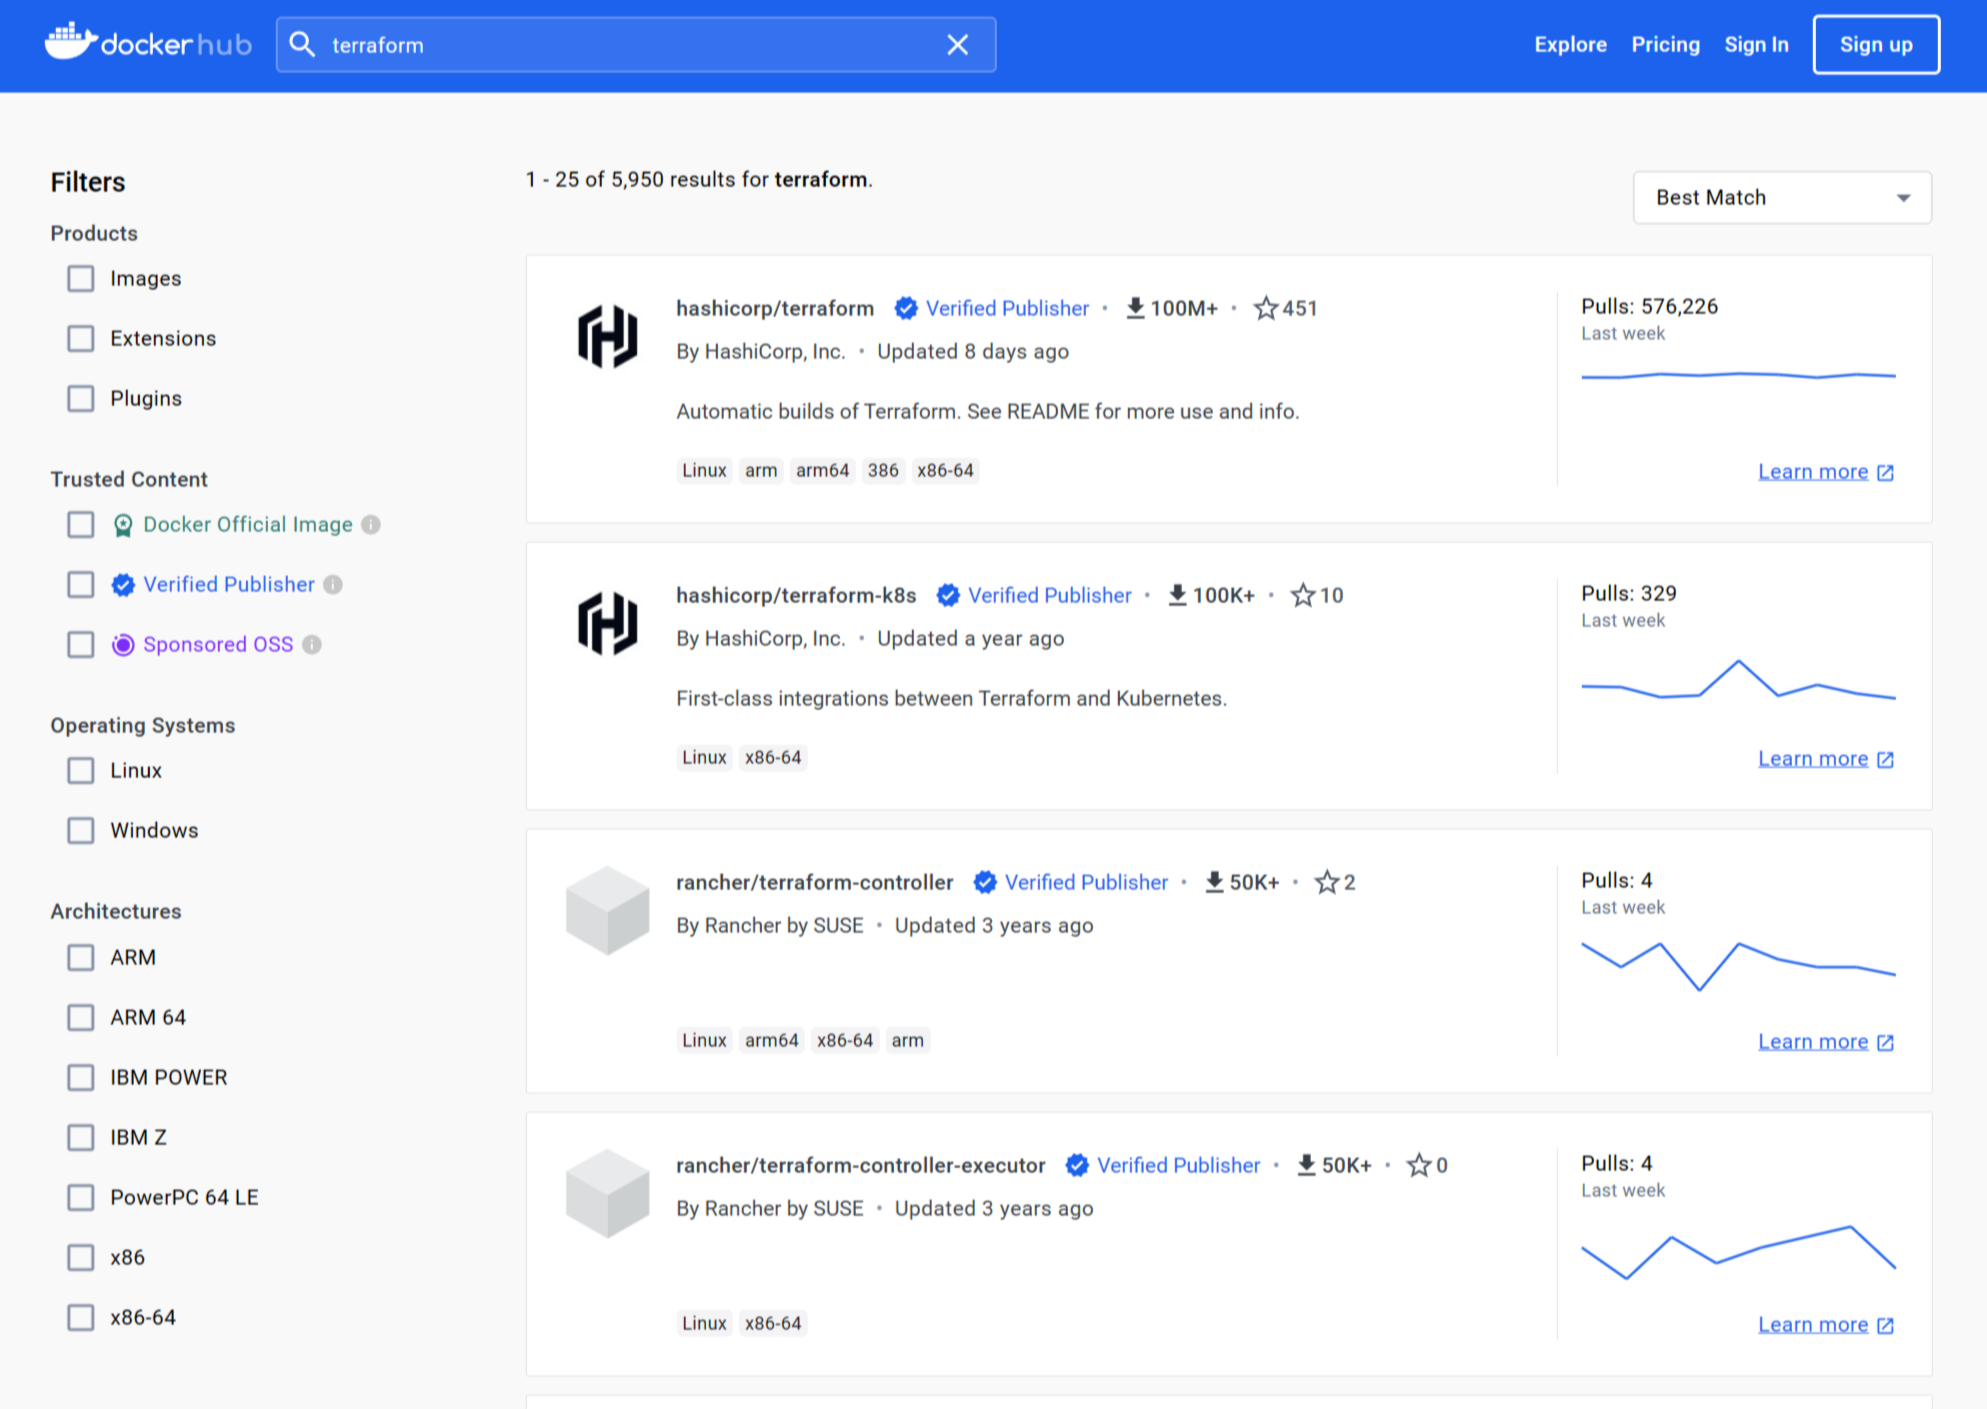 dockerhub
terraform
Explore Pricing Sign In Sign up
Filters
Products
Images
Extensions
Plugins
Trusted Content
Docker Official Image
Verified Publisher
Sponsored OSS
Operating Systems
Linux
Windows
Architectures
ARM
ARM 64
IBM POWER
IBM Z
PowerPC 64 LE
x86
x86-64
1 - 25 of 5,950 results for terraform.
Best Match
hashicorp/terraform Verified Publisher • 100M+ • 451
By HashiCorp, Inc. • Updated 8 days ago
Automatic builds of Terraform. See README for more use and info.
Linux arm arm64 386 x86-64
Pulls: 576,226
Last week
Learn more
hashicorp/terraform-k8s Verified Publisher • 100K+ • 10
By HashiCorp, Inc. • Updated a year ago
First-class integrations between Terraform and Kubernetes.
Linux x86-64
Pulls: 329
Last week
Learn more
rancher/terraform-controller Verified Publisher • 50K+ • 2
By Rancher by SUSE • Updated 3 years ago
Linux arm64 x86-64 arm
Pulls: 4
Last week
Learn more
rancher/terraform-controller-executor Verified Publisher • 50K+ • 0
By Rancher by SUSE • Updated 3 years ago
Linux x86-64
Pulls: 4
Last week
Learn more